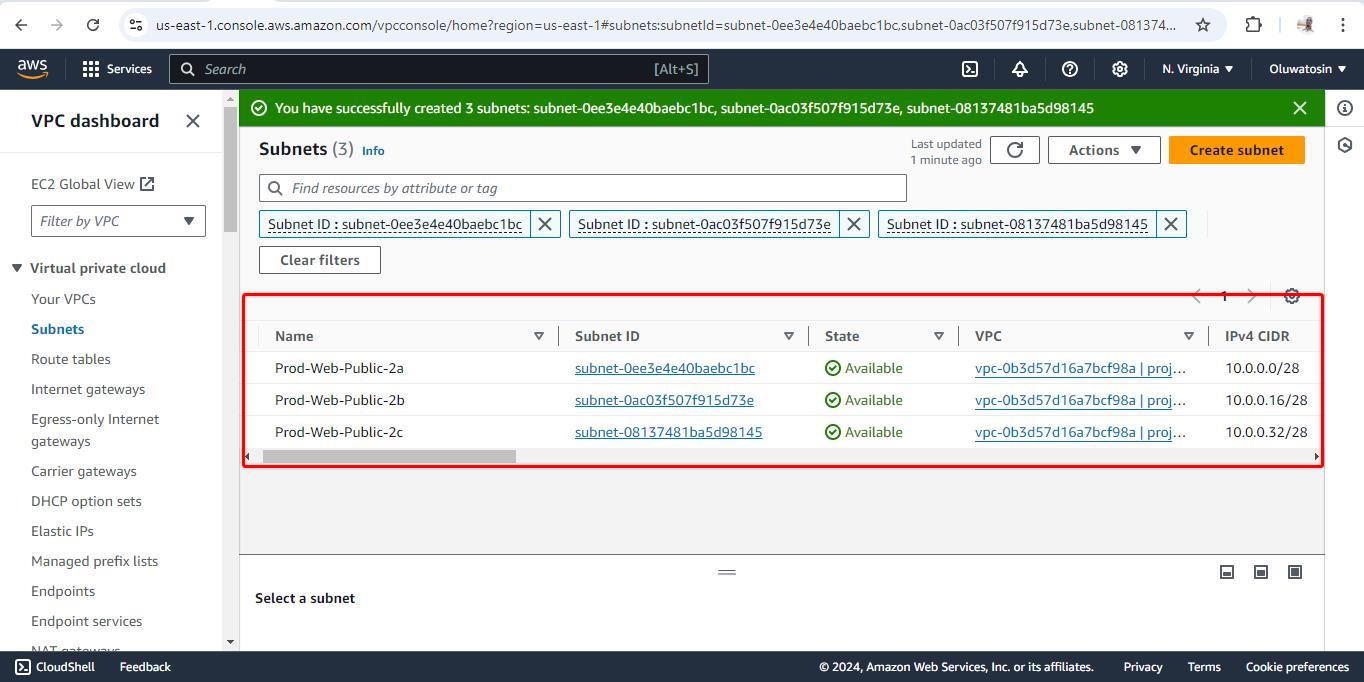 us-east-1.console.aws.amazon.com/vpcconsole/home?region=us-east-1#subnets:subnetId=subnet-0ee3e4e40baebc1bc,subnet-0ac03f507f915d73e,subnet-081374...
aws Services Search [Alt+S] N. Virginia Oluwatosin
You have successfully created 3 subnets: subnet-0ee3e4e40baebc1bc, subnet-0ac03f507f915d73e, subnet-08137481ba5d98145
VPC dashboard
EC2 Global View
Filter by VPC
Virtual private cloud
Your VPCs
Subnets
Route tables
Internet gateways
Egress-only Internet
gateways
Carrier gateways
DHCP option sets
Elastic IPs
Managed prefix lists
Endpoints
Endpoint services
NAT gateways
Subnets (3) Info
Last updated
1 minute ago
Actions
Create subnet
Find resources by attribute or tag
Subnet ID : subnet-0ee3e4e40baebc1bc Subnet ID : subnet-0ac03f507f915d73e Subnet ID : subnet-08137481ba5d98145
Clear filters
1
Name Subnet ID State VPC IPv4 CIDR
Prod-Web-Public-2a subnet-0ee3e4e40baebc1bc Available vpc-0b3d57d16a7bcf98a | proj... 10.0.0.0/28
Prod-Web-Public-2b subnet-0ac03f507f915d73e Available vpc-0b3d57d16a7bcf98a | proj... 10.0.0.16/28
Prod-Web-Public-2c subnet-08137481ba5d98145 Available vpc-0b3d57d16a7bcf98a | proj... 10.0.0.32/28
Select a subnet
CloudShell Feedback © 2024, Amazon Web Services, Inc. or its affiliates. Privacy Terms Cookie preferences